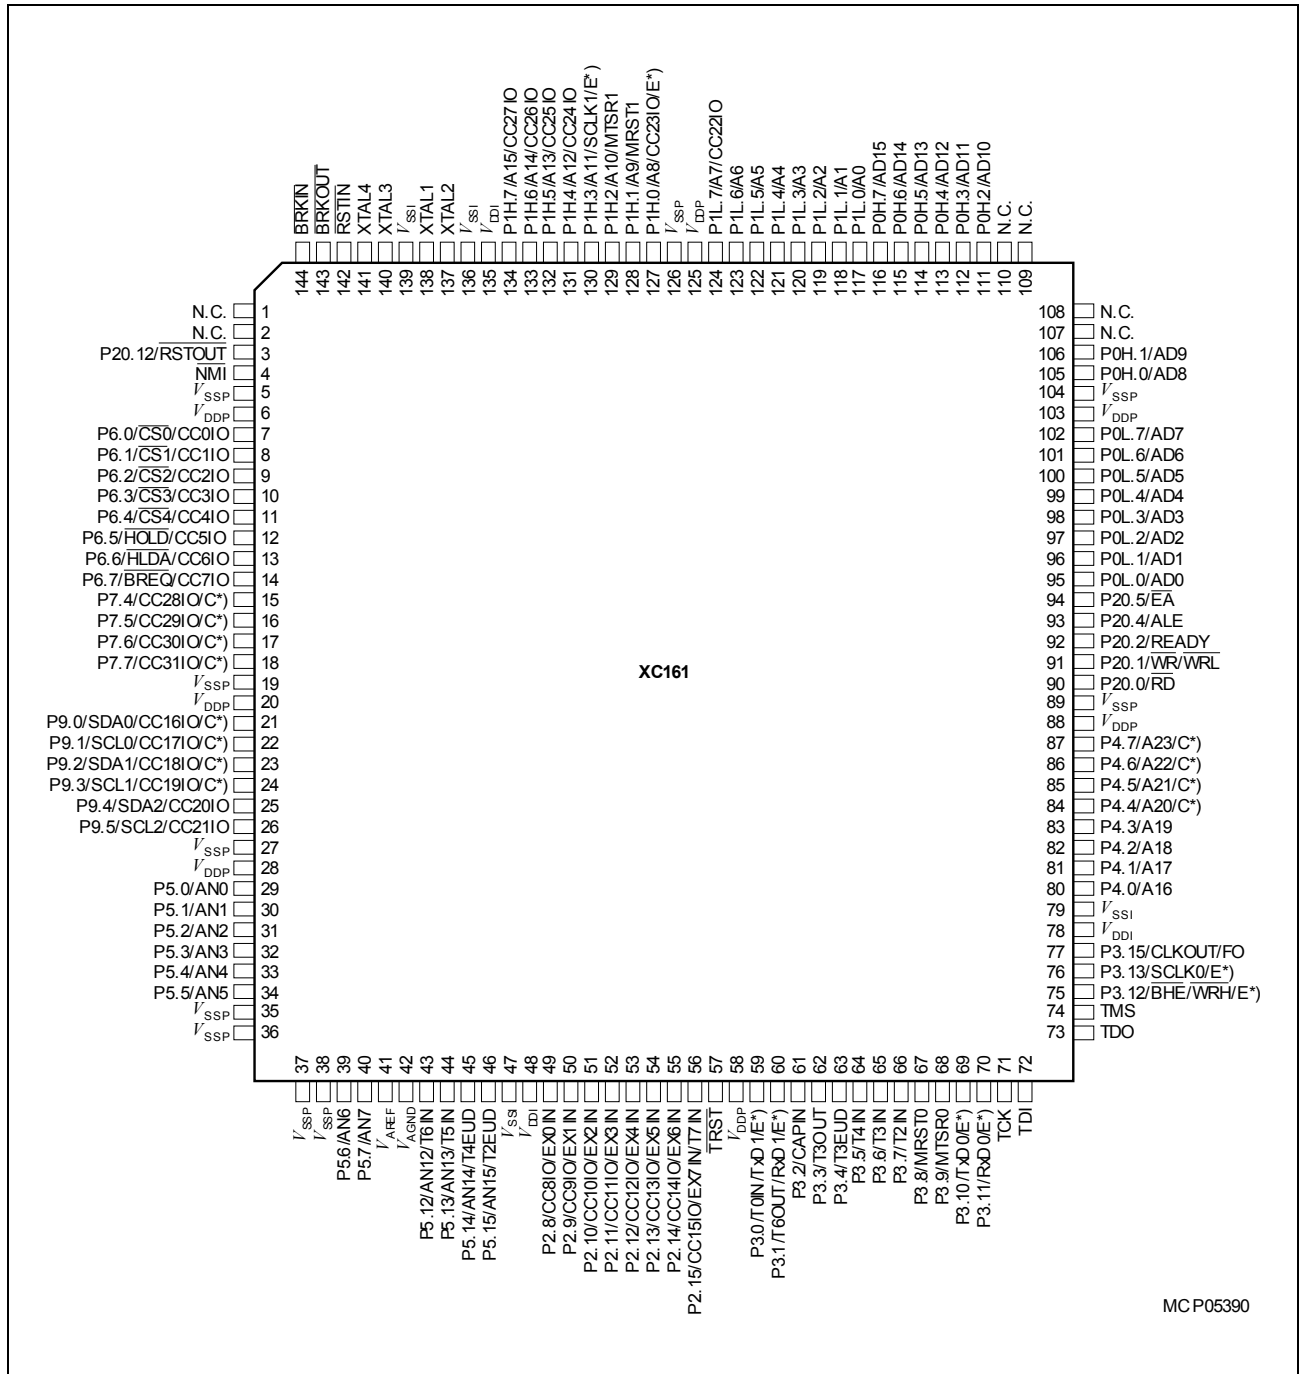 BRKIN
BRKOUT
RSTIN
XTAL4
XTAL3
VSSI
XTAL1
XTAL2
VSSI
VDDI
P1H.7/A15/CC27IO
P1H.6/A14/CC26IO
P1H.5/A13/CC25IO
P1H.4/A12/CC24IO
P1H.3/A11/SCLK1/E*)
P1H.2/A10/MTSR1
P1H.1/A9/MRST1
P1H.0/A8/CC23IO/E*)
VSSP
VDDP
P1L.7/A7/CC22IO
P1L.6/A6
P1L.5/A5
P1L.4/A4
P1L.3/A3
P1L.2/A2
P1L.1/A1
P1L.0/A0
P0H.7/AD15
P0H.6/AD14
P0H.5/AD13
P0H.4/AD12
P0H.3/AD11
P0H.2/AD10
N.C.
N.C.
144 143 142 141 140 139 138 137 136 135 134 133 132 131 130 129 128 127 126 125 124 123 122 121 120 119 118 117 116 115 114 113 112 111 110 109
N.C. 1
N.C. 2
P20.12/RSTOUT 3
NMI 4
VSSP 5
VDDP 6
P6.0/CS0/CC0IO 7
P6.1/CS1/CC1IO 8
P6.2/CS2/CC2IO 9
P6.3/CS3/CC3IO 10
P6.4/CS4/CC4IO 11
P6.5/HOLD/CC5IO 12
P6.6/HLDA/CC6IO 13
P6.7/BREQ/CC7IO 14
P7.4/CC28IO/C*) 15
P7.5/CC29IO/C*) 16
P7.6/CC30IO/C*) 17
P7.7/CC31IO/C*) 18
VSSP 19
VDDP 20
P9.0/SDA0/CC16IO/C*) 21
P9.1/SCL0/CC17IO/C*) 22
P9.2/SDA1/CC18IO/C*) 23
P9.3/SCL1/CC19IO/C*) 24
P9.4/SDA2/CC20IO 25
P9.5/SCL2/CC21IO 26
VSSP 27
VDDP 28
P5.0/AN0 29
P5.1/AN1 30
P5.2/AN2 31
P5.3/AN3 32
P5.4/AN4 33
P5.5/AN5 34
VSSP 35
VSSP 36
XC161
108 N.C.
107 N.C.
106 P0H.1/AD9
105 P0H.0/AD8
104 VSSP
103 VDDP
102 P0L.7/AD7
101 P0L.6/AD6
100 P0L.5/AD5
99 P0L.4/AD4
98 P0L.3/AD3
97 P0L.2/AD2
96 P0L.1/AD1
95 P0L.0/AD0
94 P20.5/EA
93 P20.4/ALE
92 P20.2/READY
91 P20.1/WR/WRL
90 P20.0/RD
89 VSSP
88 VDDP
87 P4.7/A23/C*)
86 P4.6/A22/C*)
85 P4.5/A21/C*)
84 P4.4/A20/C*)
83 P4.3/A19
82 P4.2/A18
81 P4.1/A17
80 P4.0/A16
79 VSSI
78 VDDI
77 P3.15/CLKOUT/FO
76 P3.13/SCLK0/E*)
75 P3.12/BHE/WRH/E*)
74 TMS
73 TDO
37 38 39 40 41 42 43 44 45 46 47 48 49 50 51 52 53 54 55 56 57 58 59 60 61 62 63 64 65 66 67 68 69 70 71 72
VSSP
VSSP
P5.6/AN6
P5.7/AN7
VAREF
VAGND
P5.12/AN12/T6IN
P5.13/AN13/T5IN
P5.14/AN14/T4EUD
P5.15/AN15/T2EUD
VSSI
VDDI
P2.8/CC8IO/EX0IN
P2.9/CC9IO/EX1IN
P2.10/CC10IO/EX2IN
P2.11/CC11IO/EX3IN
P2.12/CC12IO/EX4IN
P2.13/CC13IO/EX5IN
P2.14/CC14IO/EX6IN
P2.15/CC15IO/EX7IN/T7IN
TRST
VDDP
P3.0/T0IN/TxD1/E*)
P3.1/T6OUT/RxD1/E*)
P3.2/CAPIN
P3.3/T3OUT
P3.4/T3EUD
P3.5/T4IN
P3.6/T3IN
P3.7/T2IN
P3.8/MRST0
P3.9/MTSR0
P3.10/TxD0/E*)
P3.11/RxD0/E*)
TCK
TDI
MCP05390